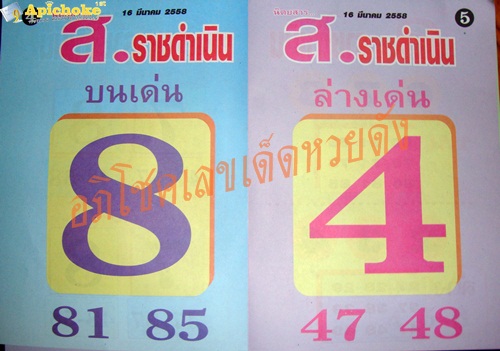 Apichoke
16 มีนาคม 2558
ส.ราชดำเนิน
บนเด่น
8
81 85
16 มีนาคม 2558
5
ส.ราชดำเนิน
ล่างเด่น
4
47 48
อภิโชคเลขเด็ดหวยดัง